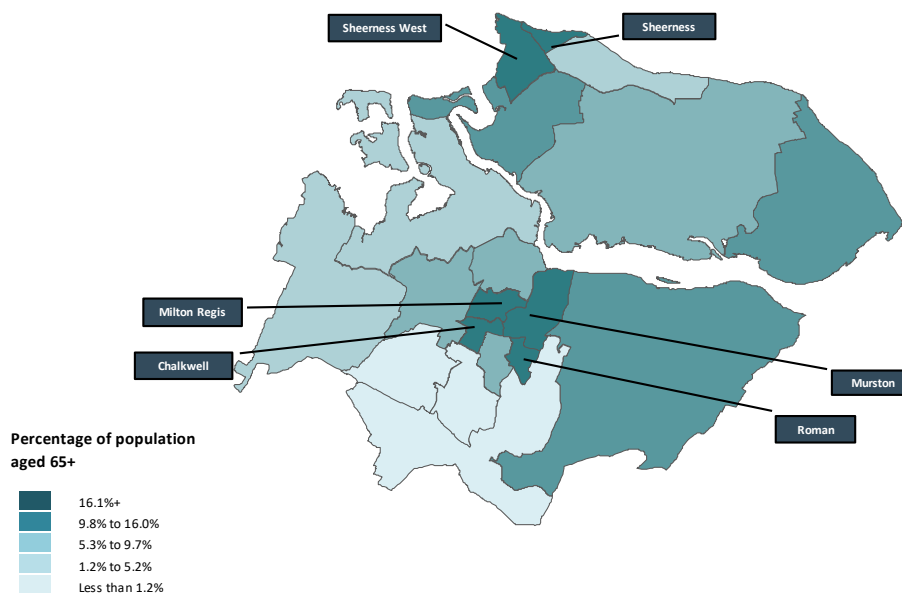 Sheerness West
Sheerness
Milton Regis
Chalkwell
Murston
Roman
Percentage of population
aged 65+
16.1%+
9.8% to 16.0%
5.3% to 9.7%
1.2% to 5.2%
Less than 1.2%